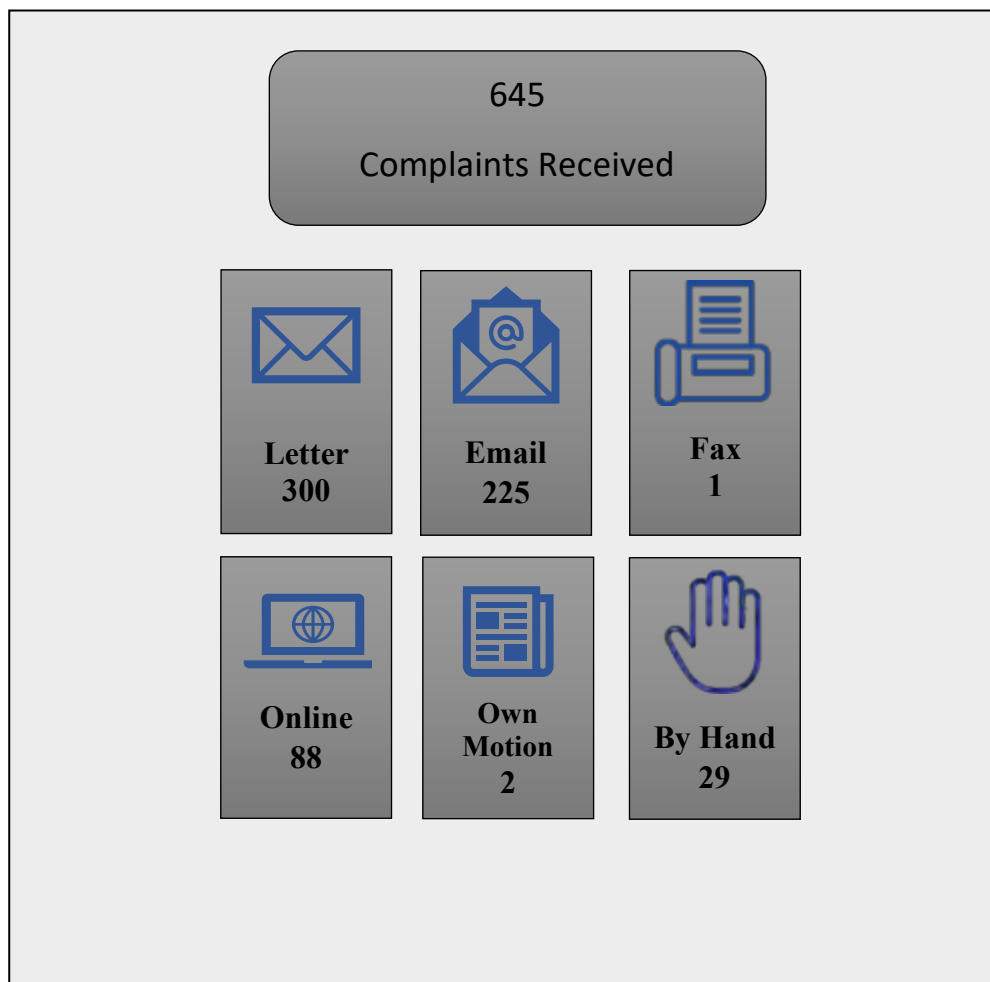 645
Complaints Received
Letter
300
Email
225
Fax
1
Online
88
Own
Motion
2
By Hand
29